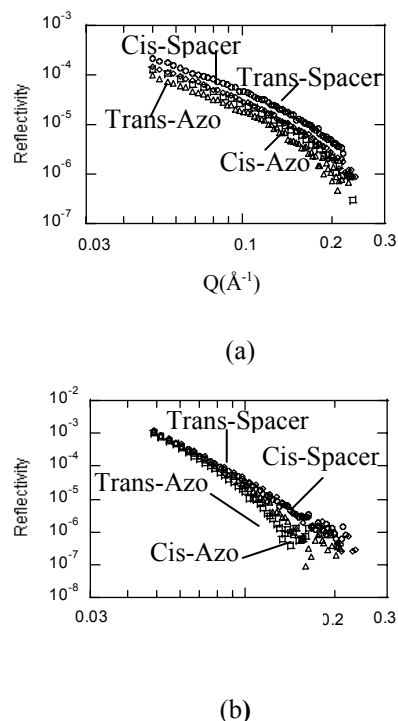 (a)
10⁻³
Cis-Spacer
10⁻⁴
Trans-Spacer
10⁻⁵
Trans-Azo
Reflectivity
Cis-Azo
10⁻⁶
10⁻⁷
0.03 0.1 0.2 0.3
Q(Å⁻¹)
(a)
10⁻²
10⁻³
Trans-Spacer
Cis-Spacer
10⁻⁴
Reflectivity
10⁻⁵
Trans-Azo
10⁻⁶
10⁻⁷
Cis-Azo
10⁻⁸
0.03 0.2 0.3
(b)